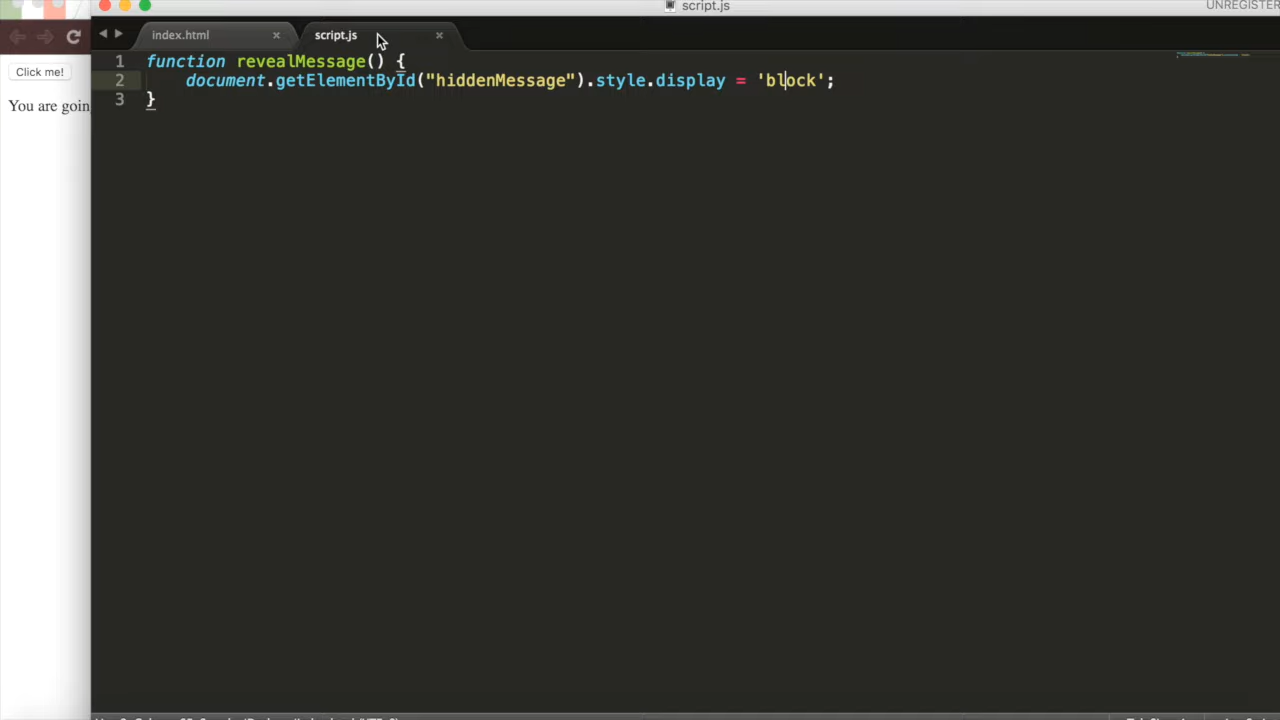 script.js
UNREGISTER
index.html
script.js
Click me!
You are goin
1 function revealMessage() {
2 document.getElementById("hiddenMessage").style.display = 'block';
3 }